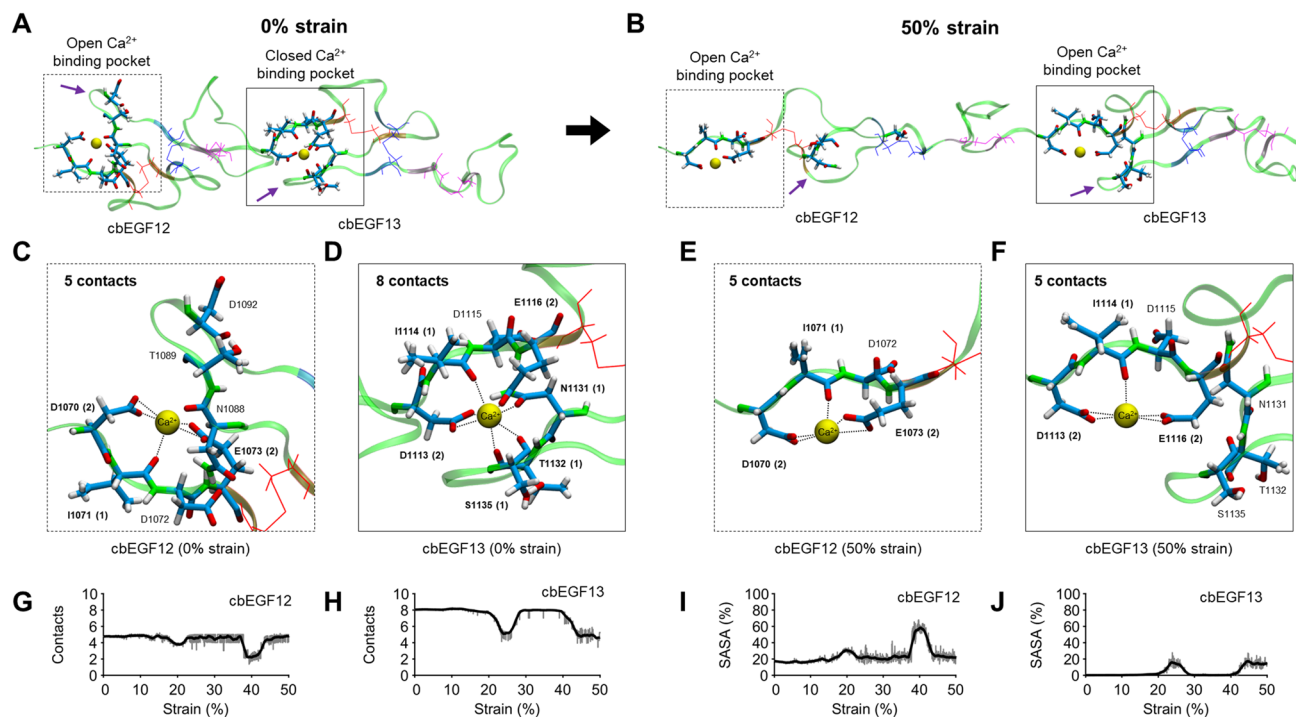 A
0% strain
Open Ca²⁺
binding pocket
Closed Ca²⁺
binding pocket
cbEGF12
cbEGF13
B
50% strain
Open Ca²⁺
binding pocket
Open Ca²⁺
binding pocket
cbEGF12
cbEGF13
C
5 contacts
D1092
T1089
D1070 (2)
Ca²⁺
N1088
E1073 (2)
I1071 (1)
D1072
cbEGF12 (0% strain)
D
8 contacts
E1116 (2)
D1115
I1114 (1)
N1131 (1)
Ca²⁺
D1113 (2)
T1132 (1)
S1135 (1)
cbEGF13 (0% strain)
E
5 contacts
I1071 (1)
D1072
Ca²⁺
E1073 (2)
D1070 (2)
cbEGF12 (50% strain)
F
5 contacts
I1114 (1)
D1115
N1131
Ca²⁺
D1113 (2)
E1116 (2)
T1132
S1135
cbEGF13 (50% strain)
G
cbEGF12
Contacts
10
8
6
4
2
0
0 10 20 30 40 50
Strain (%)
H
cbEGF13
Contacts
10
8
6
4
2
0
0 10 20 30 40 50
Strain (%)
I
cbEGF12
SASA (%)
100
80
60
40
20
0
0 10 20 30 40 50
Strain (%)
J
cbEGF13
SASA (%)
100
80
60
40
20
0
0 10 20 30 40 50
Strain (%)